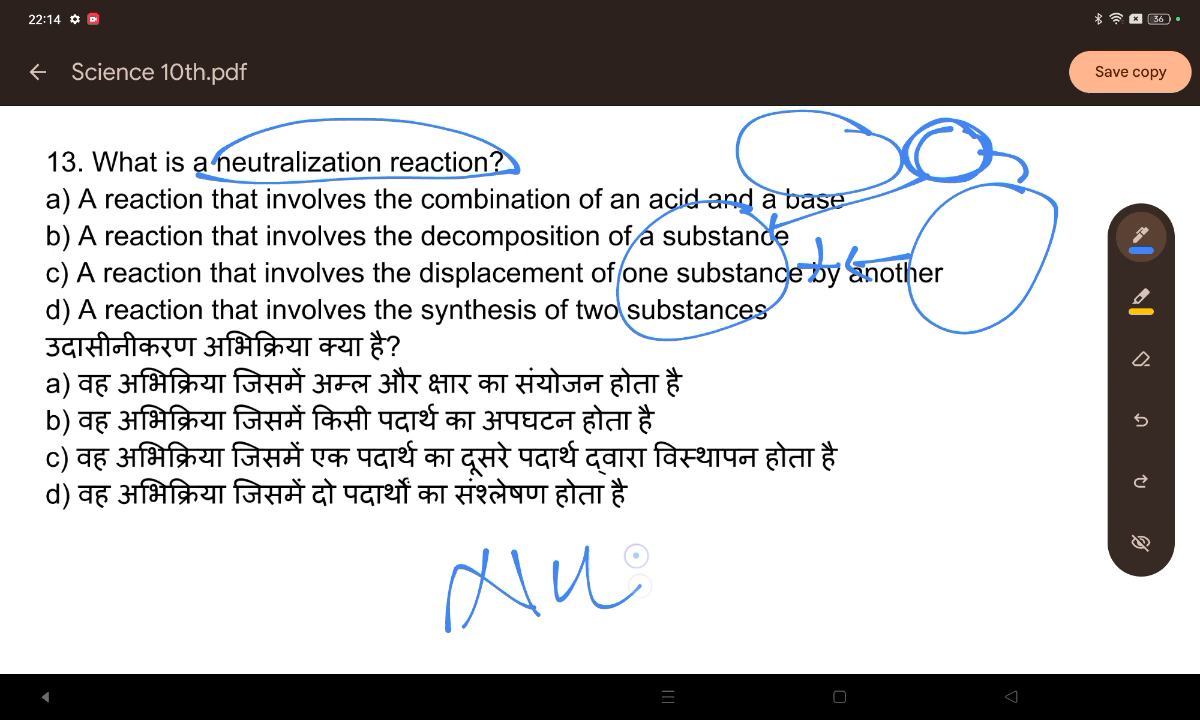 22:14
36
Science 10th.pdf
Save copy
13. What is a neutralization reaction?
a) A reaction that involves the combination of an acid and a base
b) A reaction that involves the decomposition of a substance
c) A reaction that involves the displacement of one substance by another
d) A reaction that involves the synthesis of two substances
उदासीनीकरण अभिक्रिया क्या है?
a) वह अभिक्रिया जिसमें अम्ल और क्षार का संयोजन होता है
b) वह अभिक्रिया जिसमें किसी पदार्थ का अपघटन होता है
c) वह अभिक्रिया जिसमें एक पदार्थ का दूसरे पदार्थ द्वारा विस्थापन होता है
d) वह अभिक्रिया जिसमें दो पदार्थों का संश्लेषण होता है